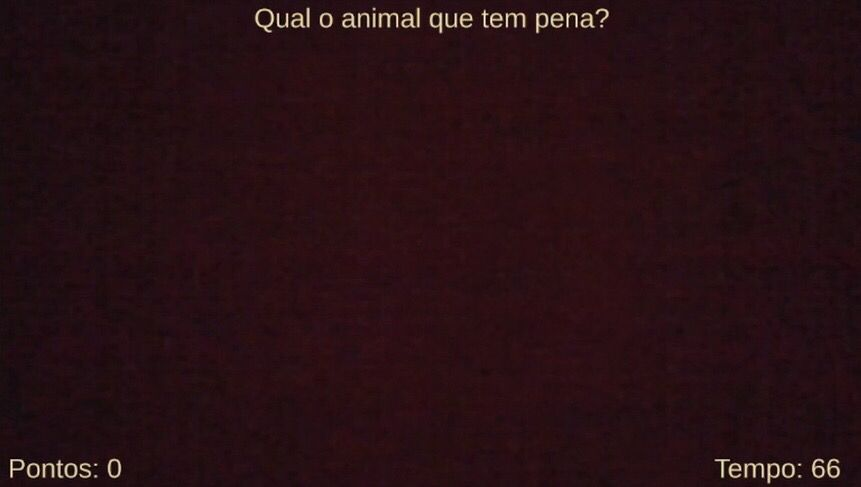 Qual o animal que tem pena?
Pontos: 0
Tempo: 66